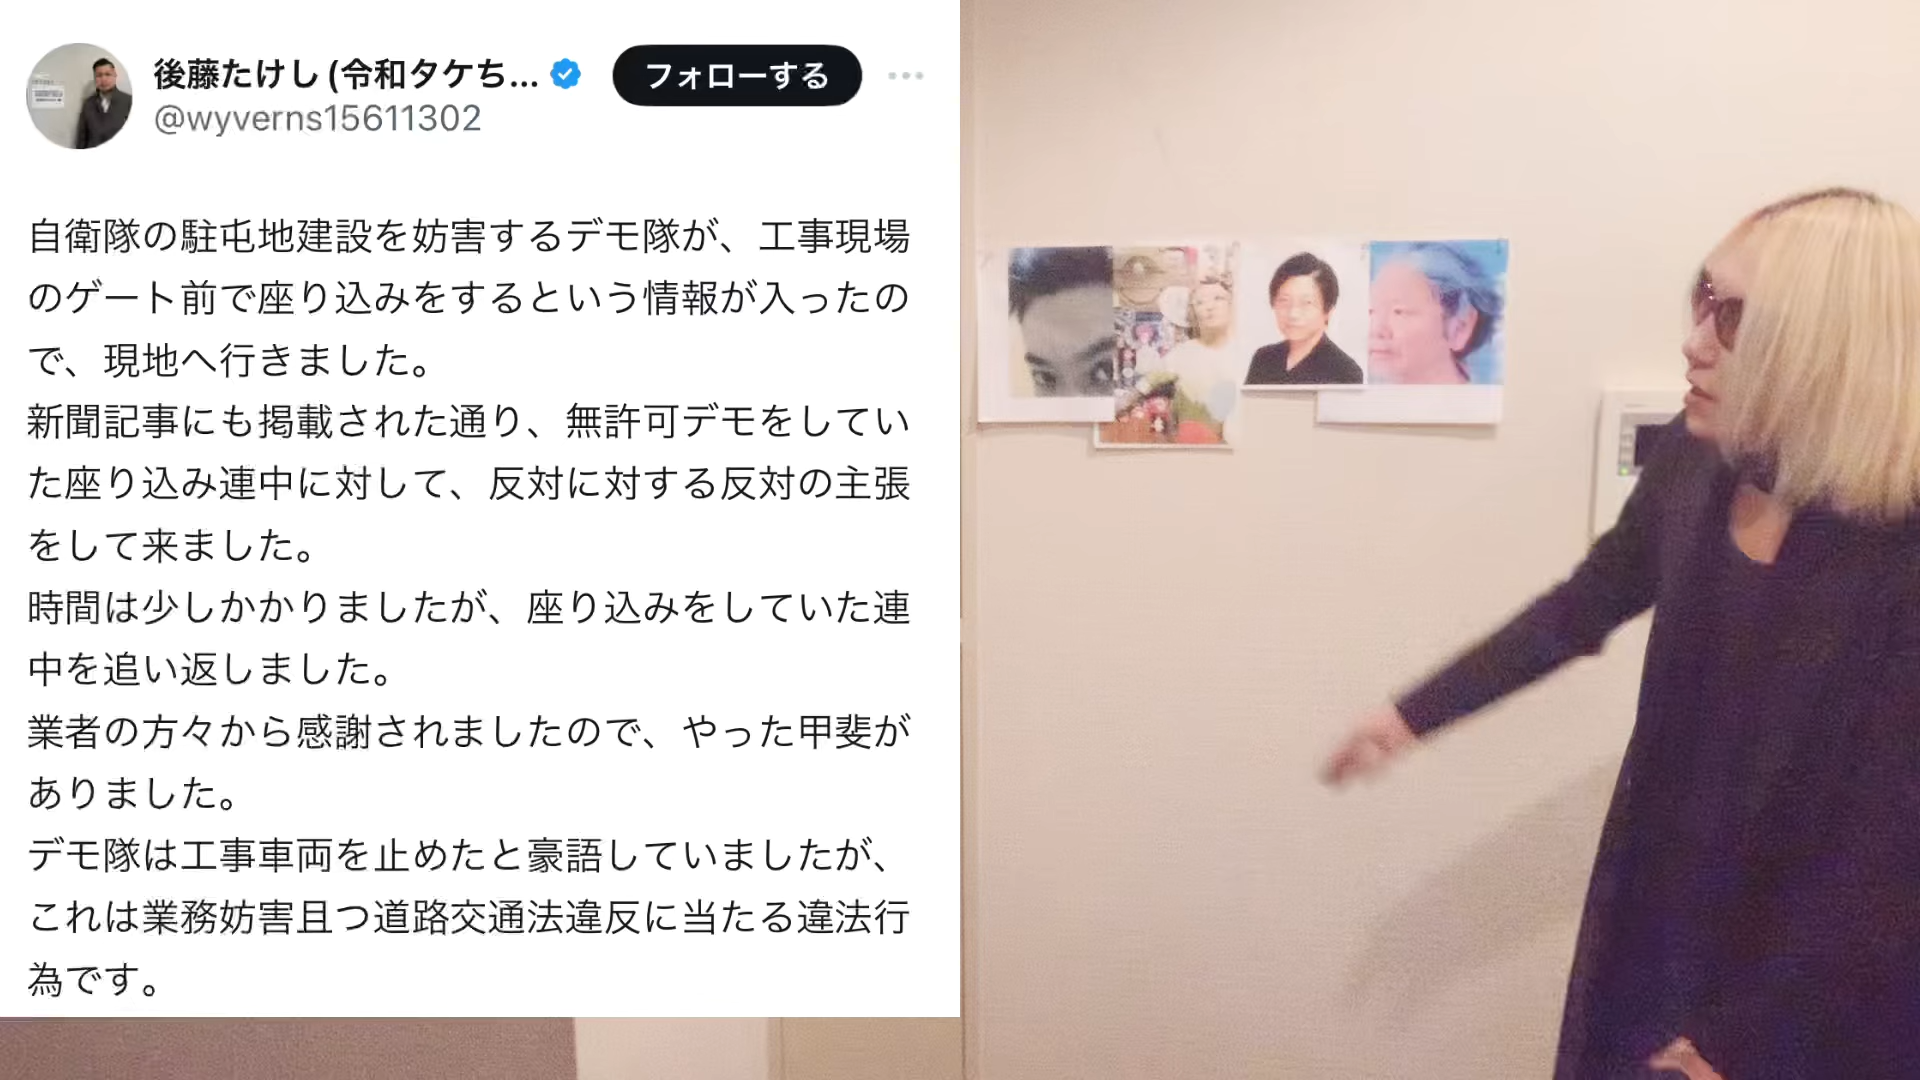 後藤たけし (令和タケち...
フォローする
@wyverns15611302
自衛隊の駐屯地建設を妨害するデモ隊が、工事現場
のゲート前で座り込みをするという情報が入ったの
で、現地へ行きました。
新聞記事にも掲載された通り、無許可デモをしてい
た座り込み連中に対して、反対に対する反対の主張
をして来ました。
時間は少しかかりましたが、座り込みをしていた連
中を追い返しました。
業者の方々から感謝されましたので、やった甲斐が
ありました。
デモ隊は工事車両を止めたと豪語していましたが、
これは業務妨害且つ道路交通法違反に当たる違法行
為です。